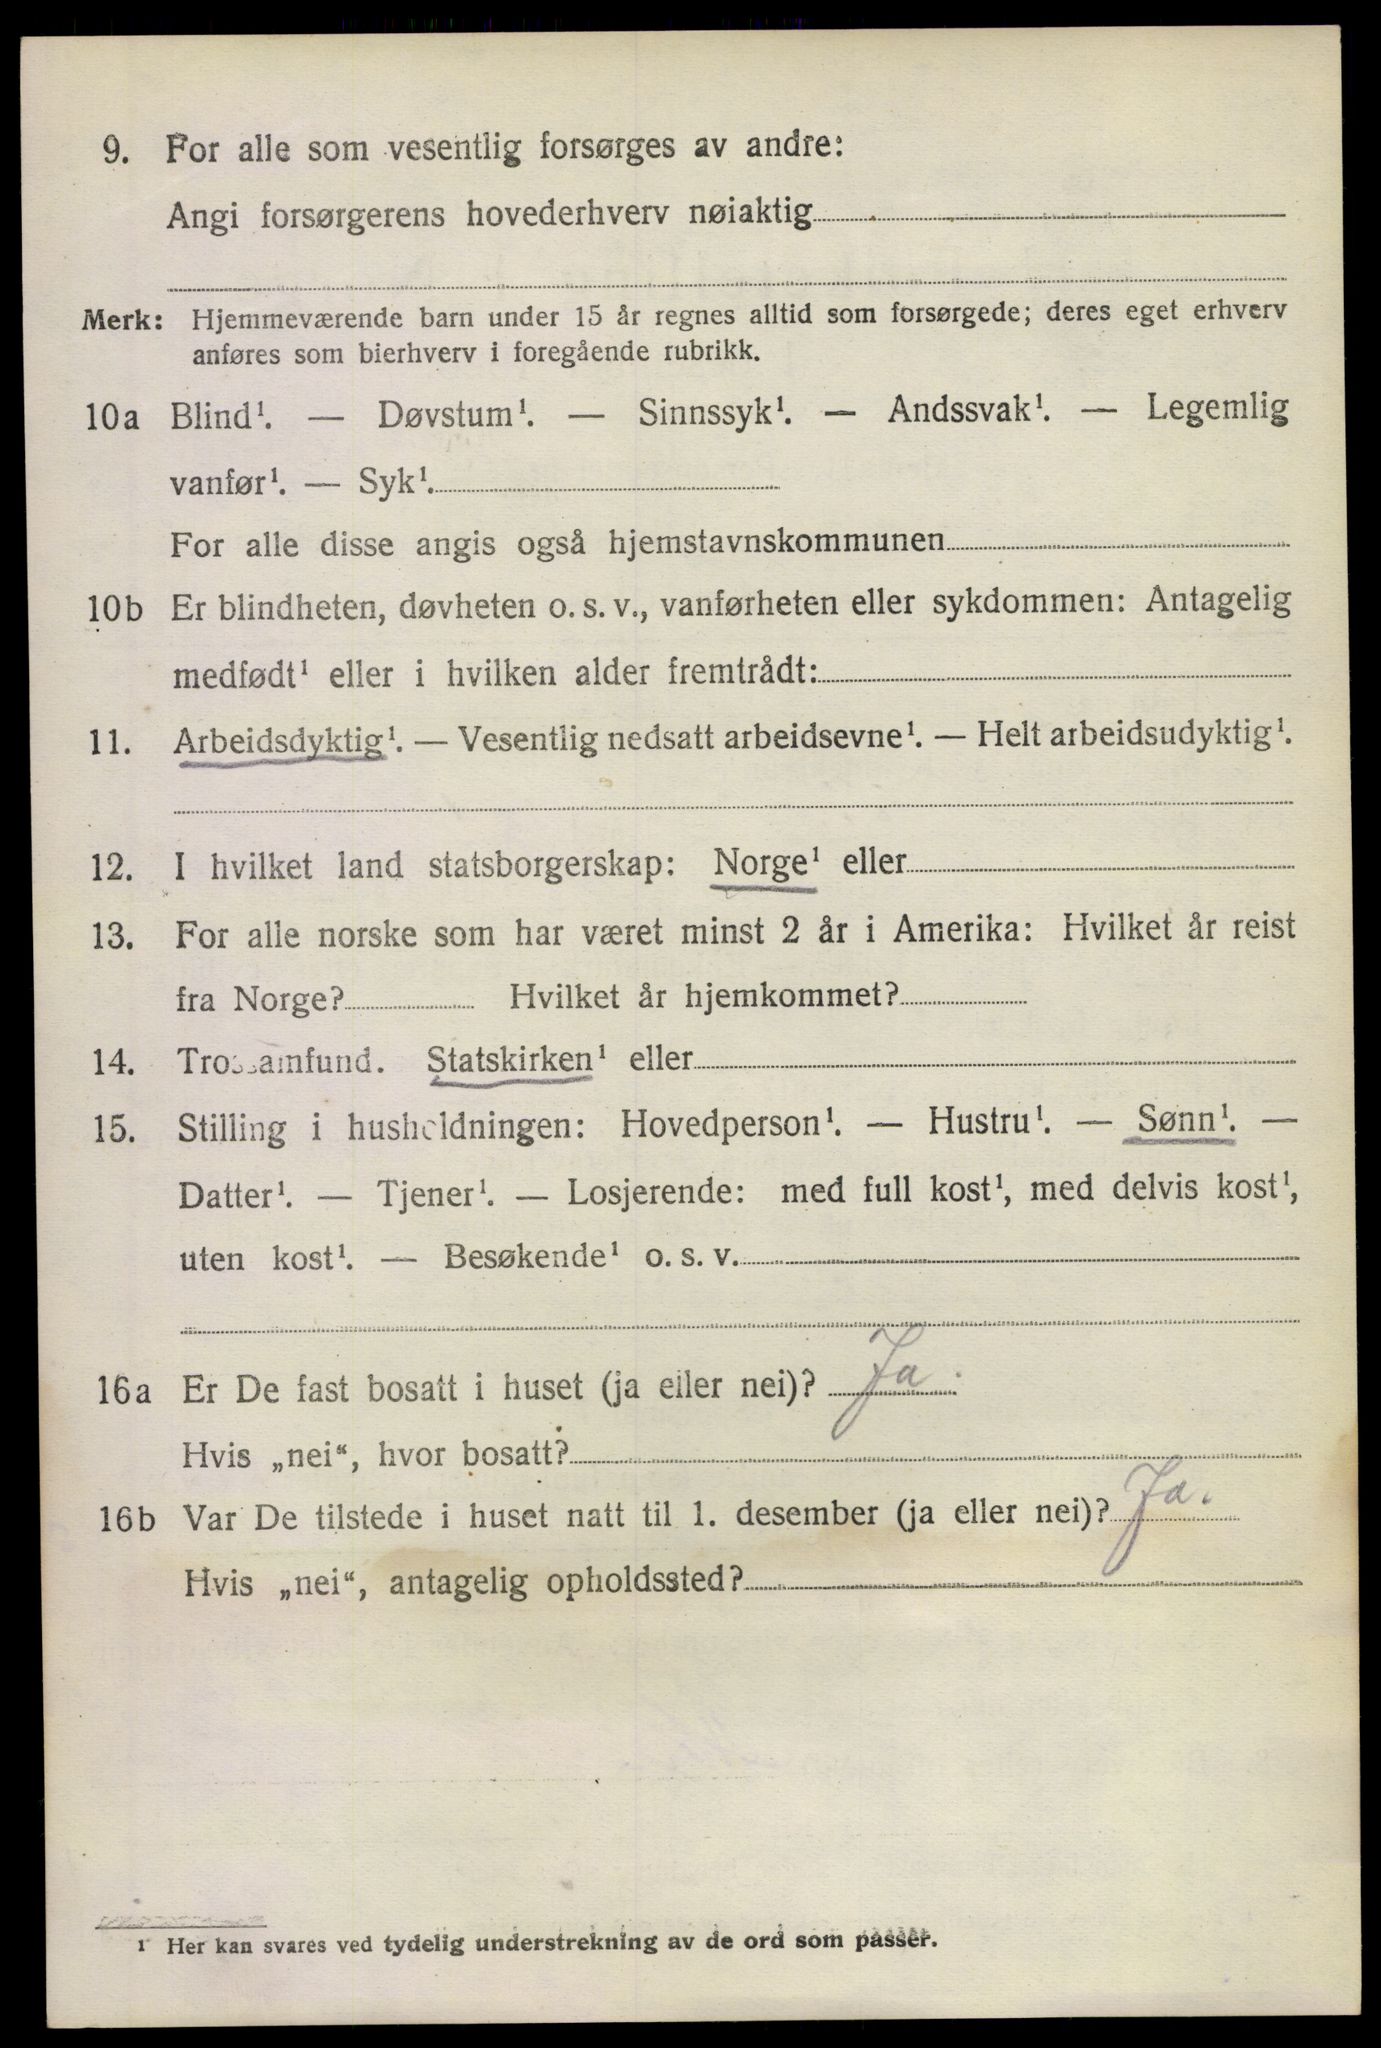 9. For alle som vesentlig forsørges av andre:
Angi forsørgerens hovederhverv nøiaktig
Merk: Hjemmeværende barn under 15 år regnes alltid som forsørgede; deres eget erhverv
anføres som bierhverv i foregående rubrikk.
10a Blind¹. — Døvstum¹. — Sinnssyk¹. — Andssvak¹. — Legemlig
vanfør¹. — Syk¹.
For alle disse angis også hjemstavnskommunen
10b Er blindheten, døvheten o. s. v., vanførheten eller sykdommen: Antagelig
medfødt¹ eller i hvilken alder fremtrådt:
11. Arbeidsdyktig¹. — Vesentlig nedsatt arbeidsevne¹. — Helt arbeidsudyktig¹.
12. I hvilket land statsborgerskap: Norge¹ eller
13. For alle norske som har været minst 2 år i Amerika: Hvilket år reist
fra Norge? Hvilket år hjemkommet?
14. Trossamfund. Statskirken¹ eller
15. Stilling i husholdningen: Hovedperson¹. — Hustru¹. — Sønn¹. —
Datter¹. — Tjener¹. — Losjerende: med full kost¹, med delvis kost¹,
uten kost¹. — Besøkende¹ o. s. v.
16a Er De fast bosatt i huset (ja eller nei)? Ja.
Hvis „nei“, hvor bosatt?
16b Var De tilstede i huset natt til 1. desember (ja eller nei)? Ja.
Hvis „nei“, antagelig opholdssted?
¹ Her kan svares ved tydelig understrekning av de ord som passer.